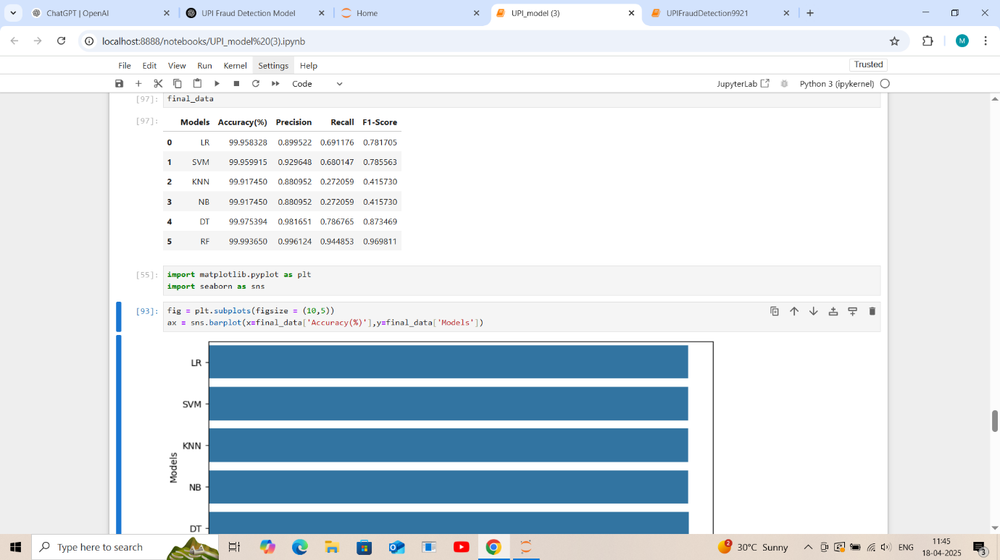 ChatGPT | OpenAI
UPI Fraud Detection Model
Home
UPI_model (3)
UPIFraudDetection9921
localhost:8888/notebooks/UPI_model%20(3).ipynb
M
File Edit View Run Kernel Settings Help
Trusted
Code
JupyterLab
Python 3 (ipykernel)
[97]: final_data
[97]: Models Accuracy(%) Precision Recall F1-Score
0 LR 99.958328 0.899522 0.691176 0.781705
1 SVM 99.959915 0.929648 0.680147 0.785563
2 KNN 99.917450 0.880952 0.272059 0.415730
3 NB 99.917450 0.880952 0.272059 0.415730
4 DT 99.975394 0.981651 0.786765 0.873469
5 RF 99.993650 0.996124 0.944853 0.969811
[55]: import matplotlib.pyplot as plt
import seaborn as sns
[93]: fig = plt.subplots(figsize = (10,5))
ax = sns.barplot(x=final_data['Accuracy(%)'],y=final_data['Models'])
LR
SVM
KNN
Models
NB
DT
Type here to search
2
30°C Sunny
ENG
11:45
18-04-2025
3